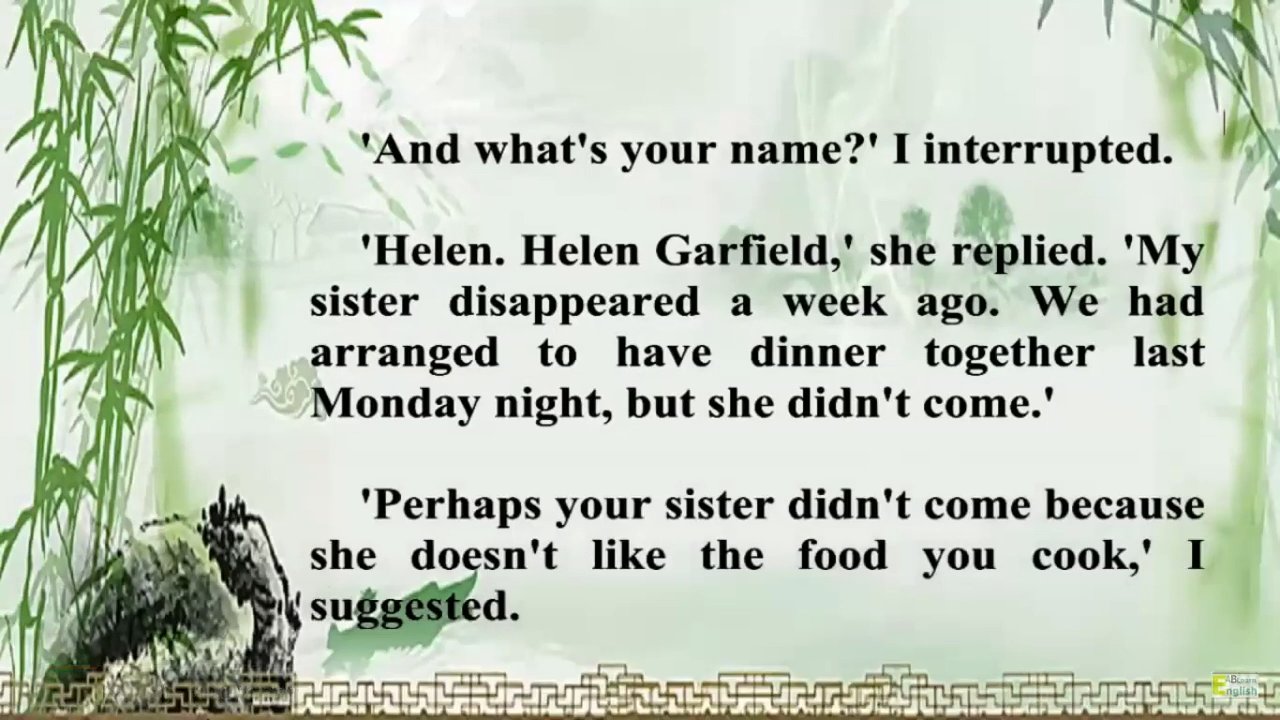 'And what's your name?' I interrupted.
'Helen. Helen Garfield,' she replied. 'My
sister disappeared a week ago. We had
arranged to have dinner together last
Monday night, but she didn't come.'
'Perhaps your sister didn't come because
she doesn't like the food you cook,' I
suggested.
English